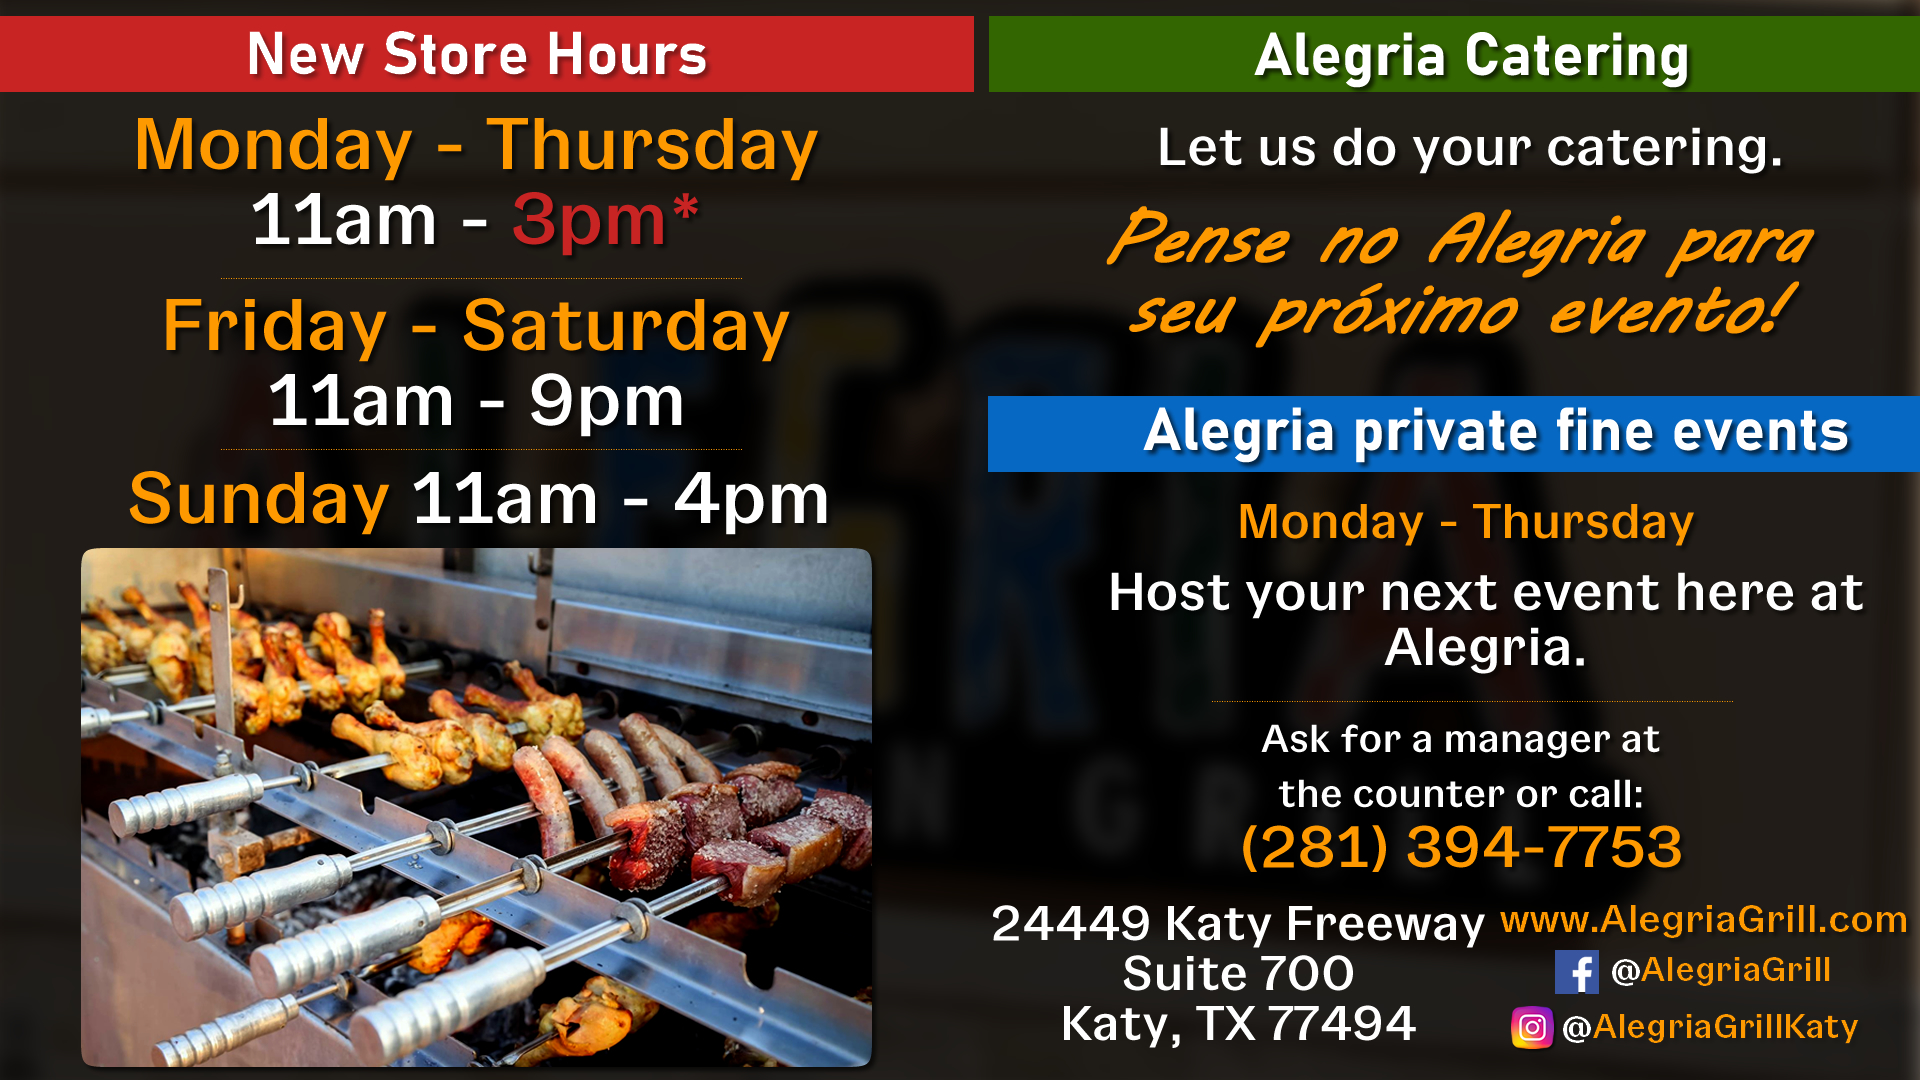 New Store Hours
Monday - Thursday
11am - 3pm*
Friday - Saturday
11am - 9pm
Sunday 11am - 4pm
Alegria Catering
Let us do your catering.
Pense no Alegria para
seu próximo evento!
Alegria private fine events
Monday - Thursday
Host your next event here at
Alegria.
Ask for a manager at
the counter or call:
(281) 394-7753
24449 Katy Freeway
Suite 700
Katy, TX 77494
www.AlegriaGrill.com
@AlegriaGrill
@AlegriaGrillKaty